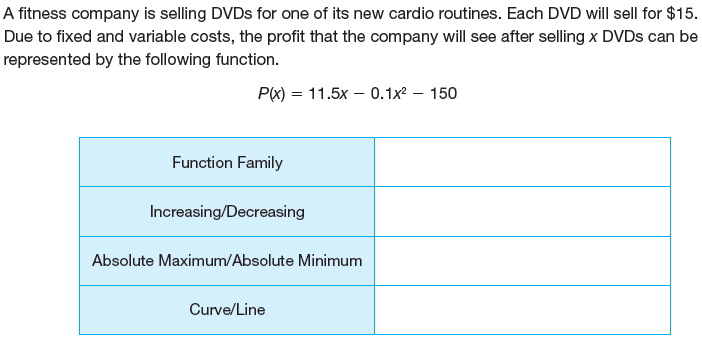 A fitness company is selling DVDs for one of its new cardio routines. Each DVD will sell for $15.
Due to fixed and variable costs, the profit that the company will see after selling x DVDs can be
represented by the following function.
P(x) = 11.5x − 0.1x² − 150
Function Family
Increasing/Decreasing
Absolute Maximum/Absolute Minimum
Curve/Line